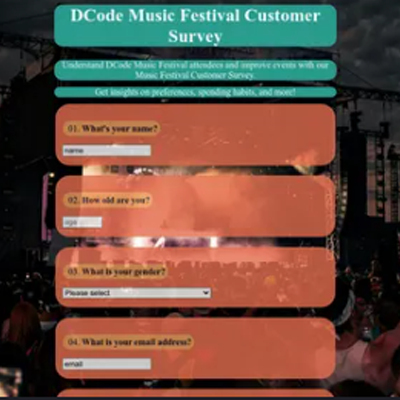 DCode Music Festival Customer
Survey
Understand DCode Music Festival attendees and improve events with our
Music Festival Customer Survey.
Get insights on preferences, spending habits, and more!
01. What's your name?
name
02. How old are you?
age
03. What is your gender?
Please select
04. What is your email address?
email